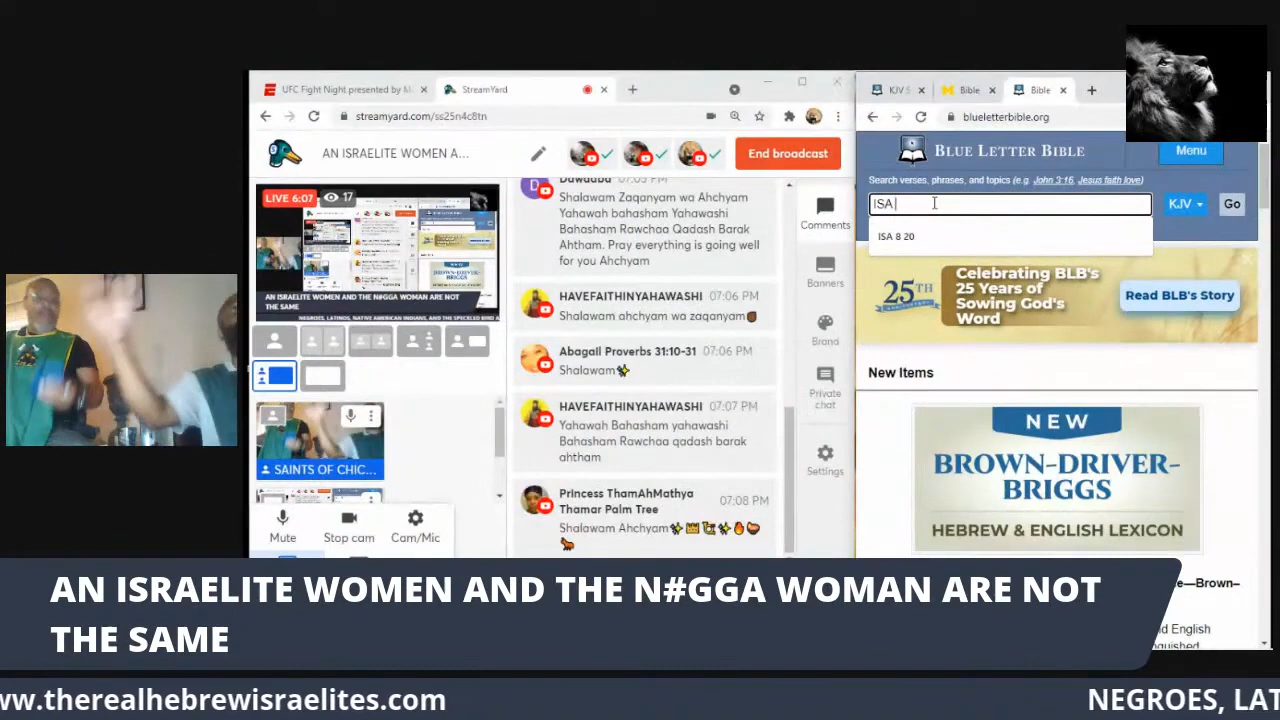 UFC Fight Night presented by M
StreamYard
streamyard.com/ss25n4c8tn
AN ISRAELITE WOMEN A...
End broadcast
LIVE 6:07
17
AN ISRAELITE WOMEN AND THE N#GGA WOMAN ARE NOT
THE SAME
SAINTS OF CHIC...
Mute
Stop cam
Cam/Mic
Dawdaba 07:05 PM
Shalawam Zaqanyam wa Ahchyam
Yahawah bahasham Yahawashi
Bahasham Rawchaa Qadash Barak
Ahtham. Pray everything is going well
for you Ahchyam
HAVEFAITHINYAHAWASHI 07:06 PM
Shalawam ahchyam wa zaqanyam
Abagail Proverbs 31:10-31 07:06 PM
Shalawam
HAVEFAITHINYAHAWASHI 07:07 PM
Yahawah Bahasham yahawashi
Bahasham Rawchaa qadash barak
ahtham
Princess ThamAhMathya
Thamar Palm Tree
07:08 PM
Shalawam Ahchyam
Comments
Banners
Brand
Private
chat
Settings
KJV S
Bible
Bible
blueletterbible.org
BLUE LETTER BIBLE
Menu
Search verses, phrases, and topics (e.g. John 3:16, Jesus faith love)
ISA
KJV
Go
ISA 8 20
25TH
Celebrating BLB's
25 Years of
Sowing God's
Word
Read BLB's Story
New Items
NEW
BROWN-DRIVER-
BRIGGS
HEBREW & ENGLISH LEXICON
e—Brown–
d English
AN ISRAELITE WOMEN AND THE N#GGA WOMAN ARE NOT
THE SAME
ww.therealhebrewisraelites.com
NEGROES, LAT